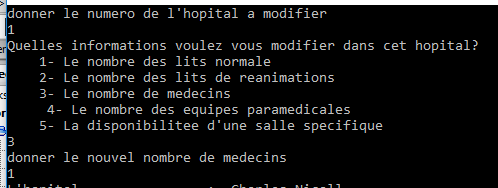 donner le numero de l'hopital a modifier
1
Quelles informations voulez vous modifier dans cet hopital?
1- Le nombre des lits normale
2- Le nombre des lits de reanimations
3- Le nombre de medecins
4- Le nombre des equipes paramedicales
5- La disponibilitee d'une salle specifique
3
donner le nouvel nombre de medecins
1
L'hopital : Charles Nicoll